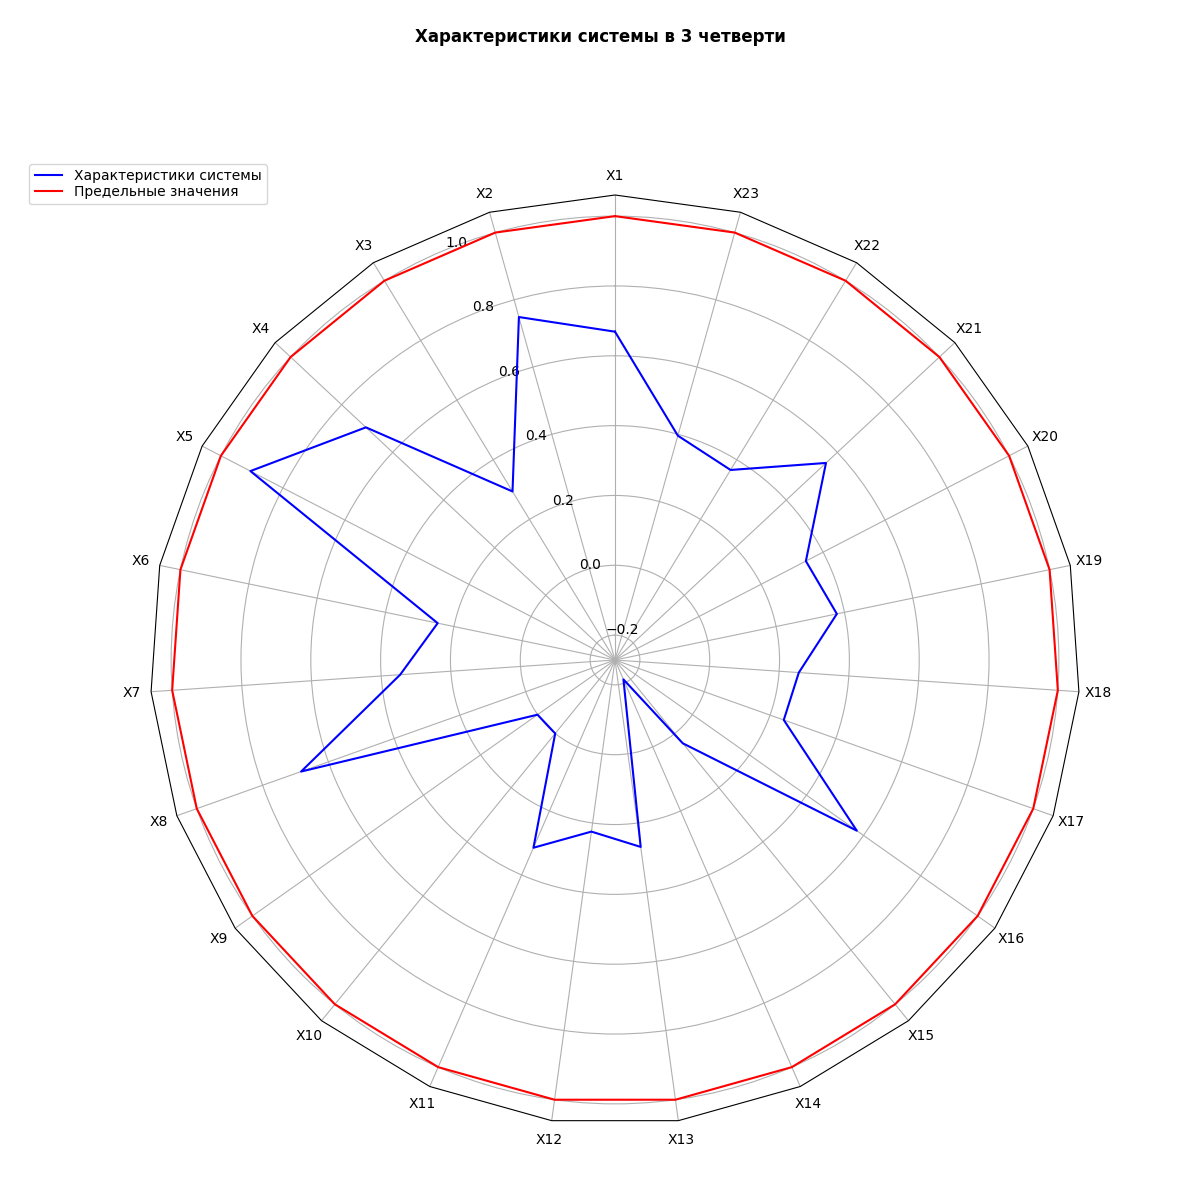 Характеристики системы в 3 четверти
Характеристики системы
Предельные значения
X1
X2
X23
X3
X22
1.0
X4
X21
0.8
0.6
X5
X20
0.4
0.2
X6
X19
0.0
−0.2
X7
X18
X8
X17
X9
X16
X10
X15
X11
X14
X12
X13